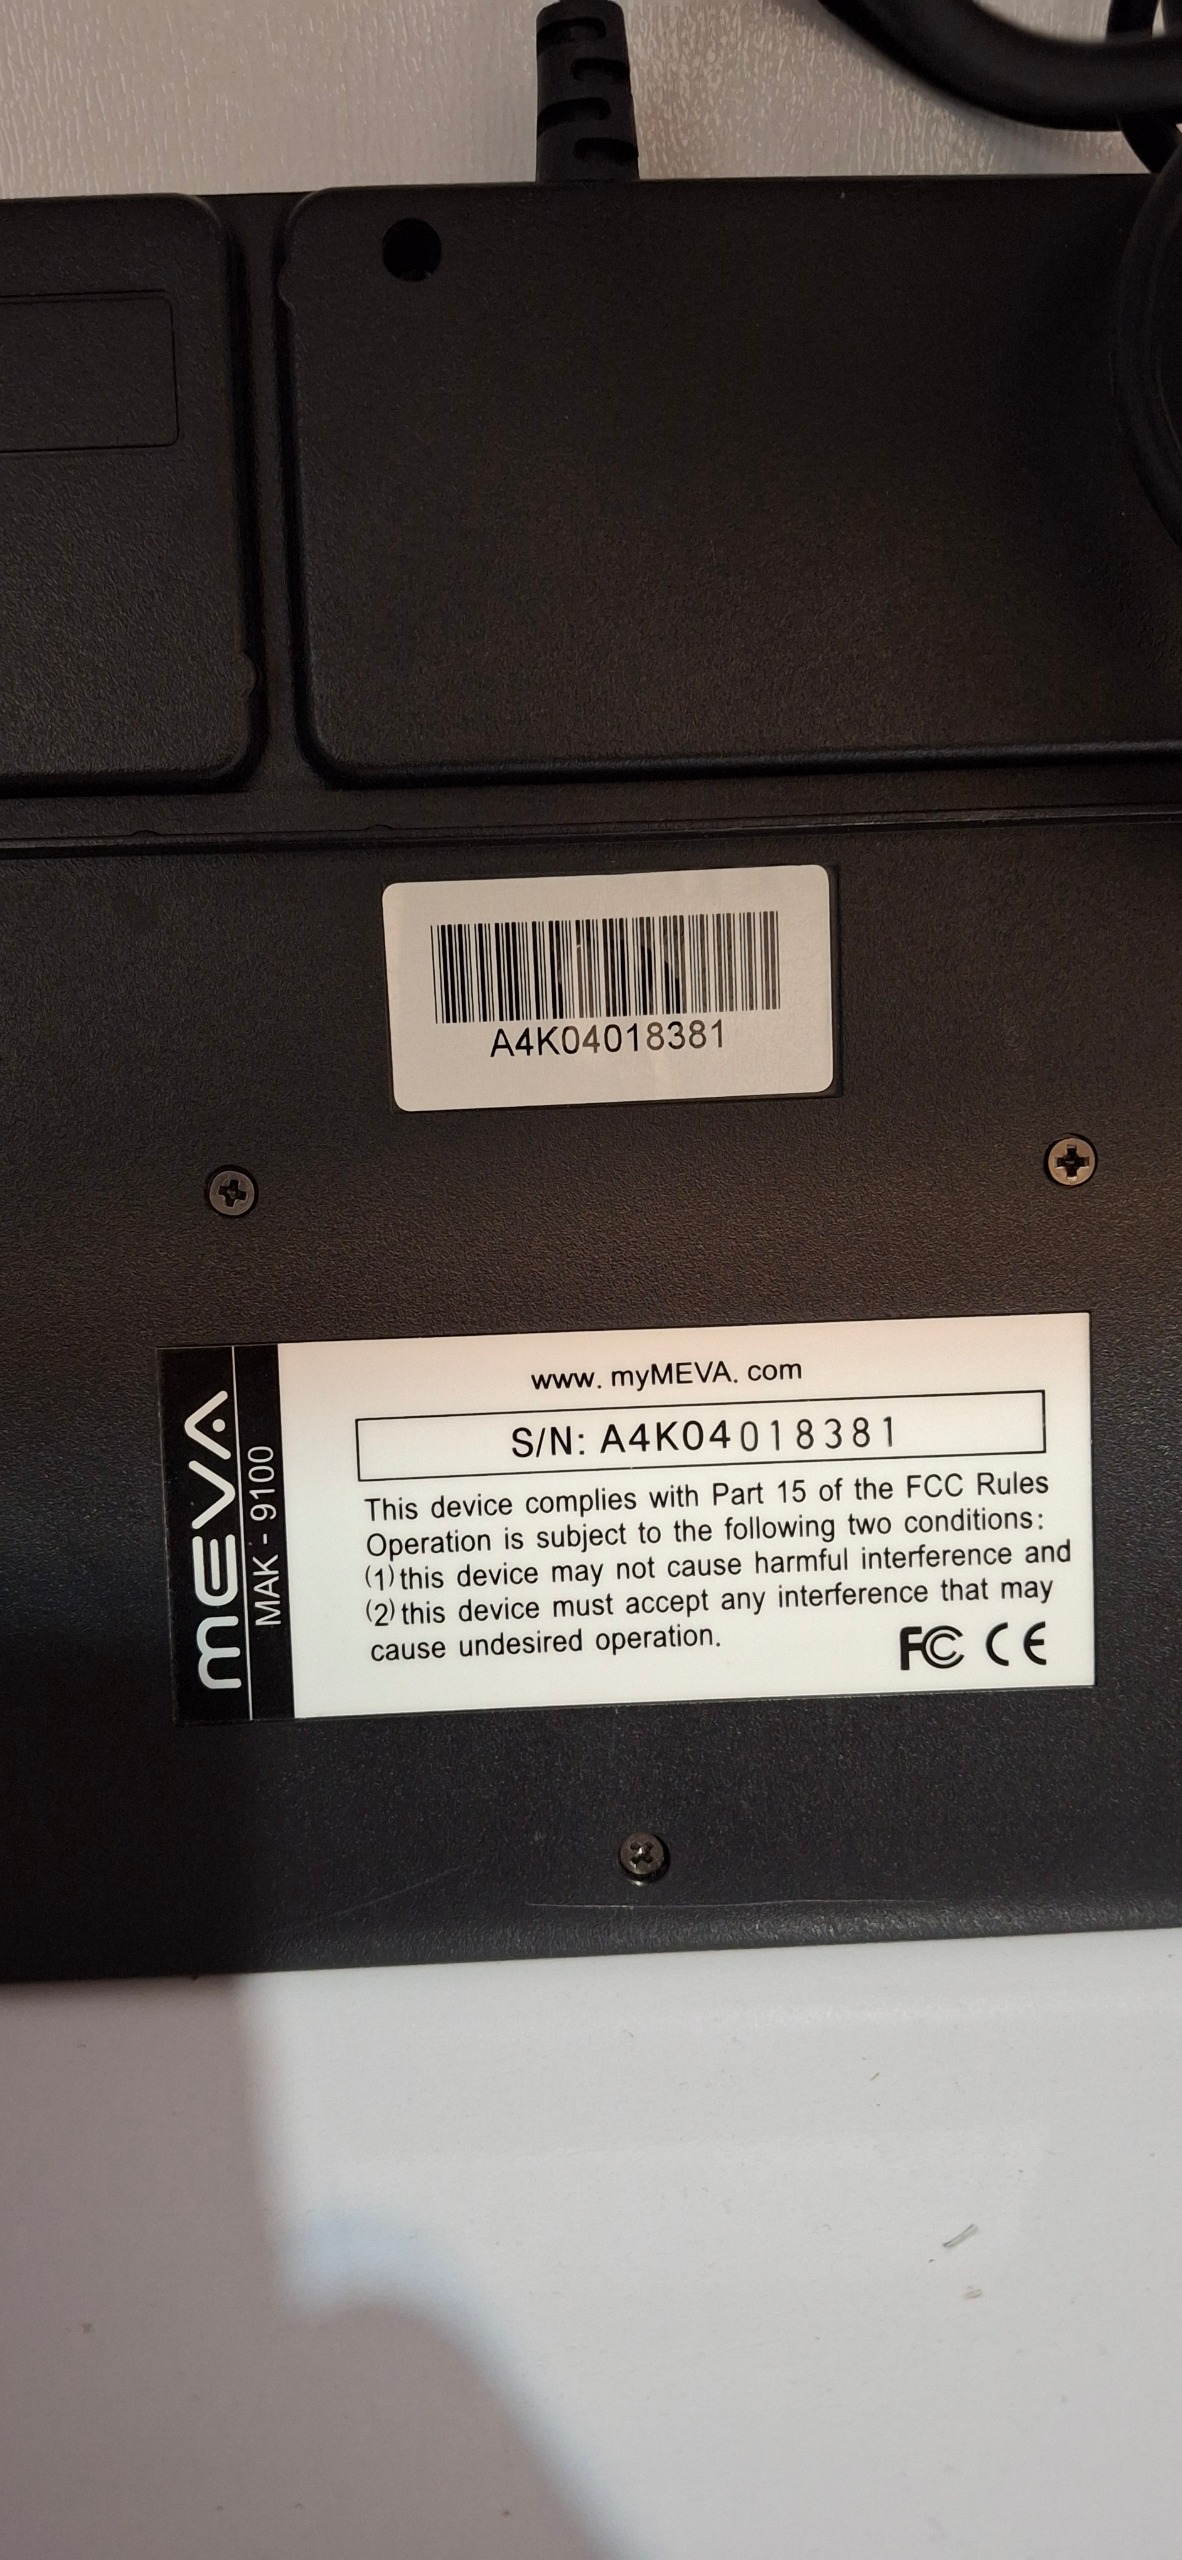 A4K04018381
MEVA
MAK - 9100
www. myMEVA. com
S/N: A4K04018381
This device complies with Part 15 of the FCC Rules
Operation is subject to the following two conditions:
(1)this device may not cause harmful interference and
(2)this device must accept any interference that may
cause undesired operation.
FC CE